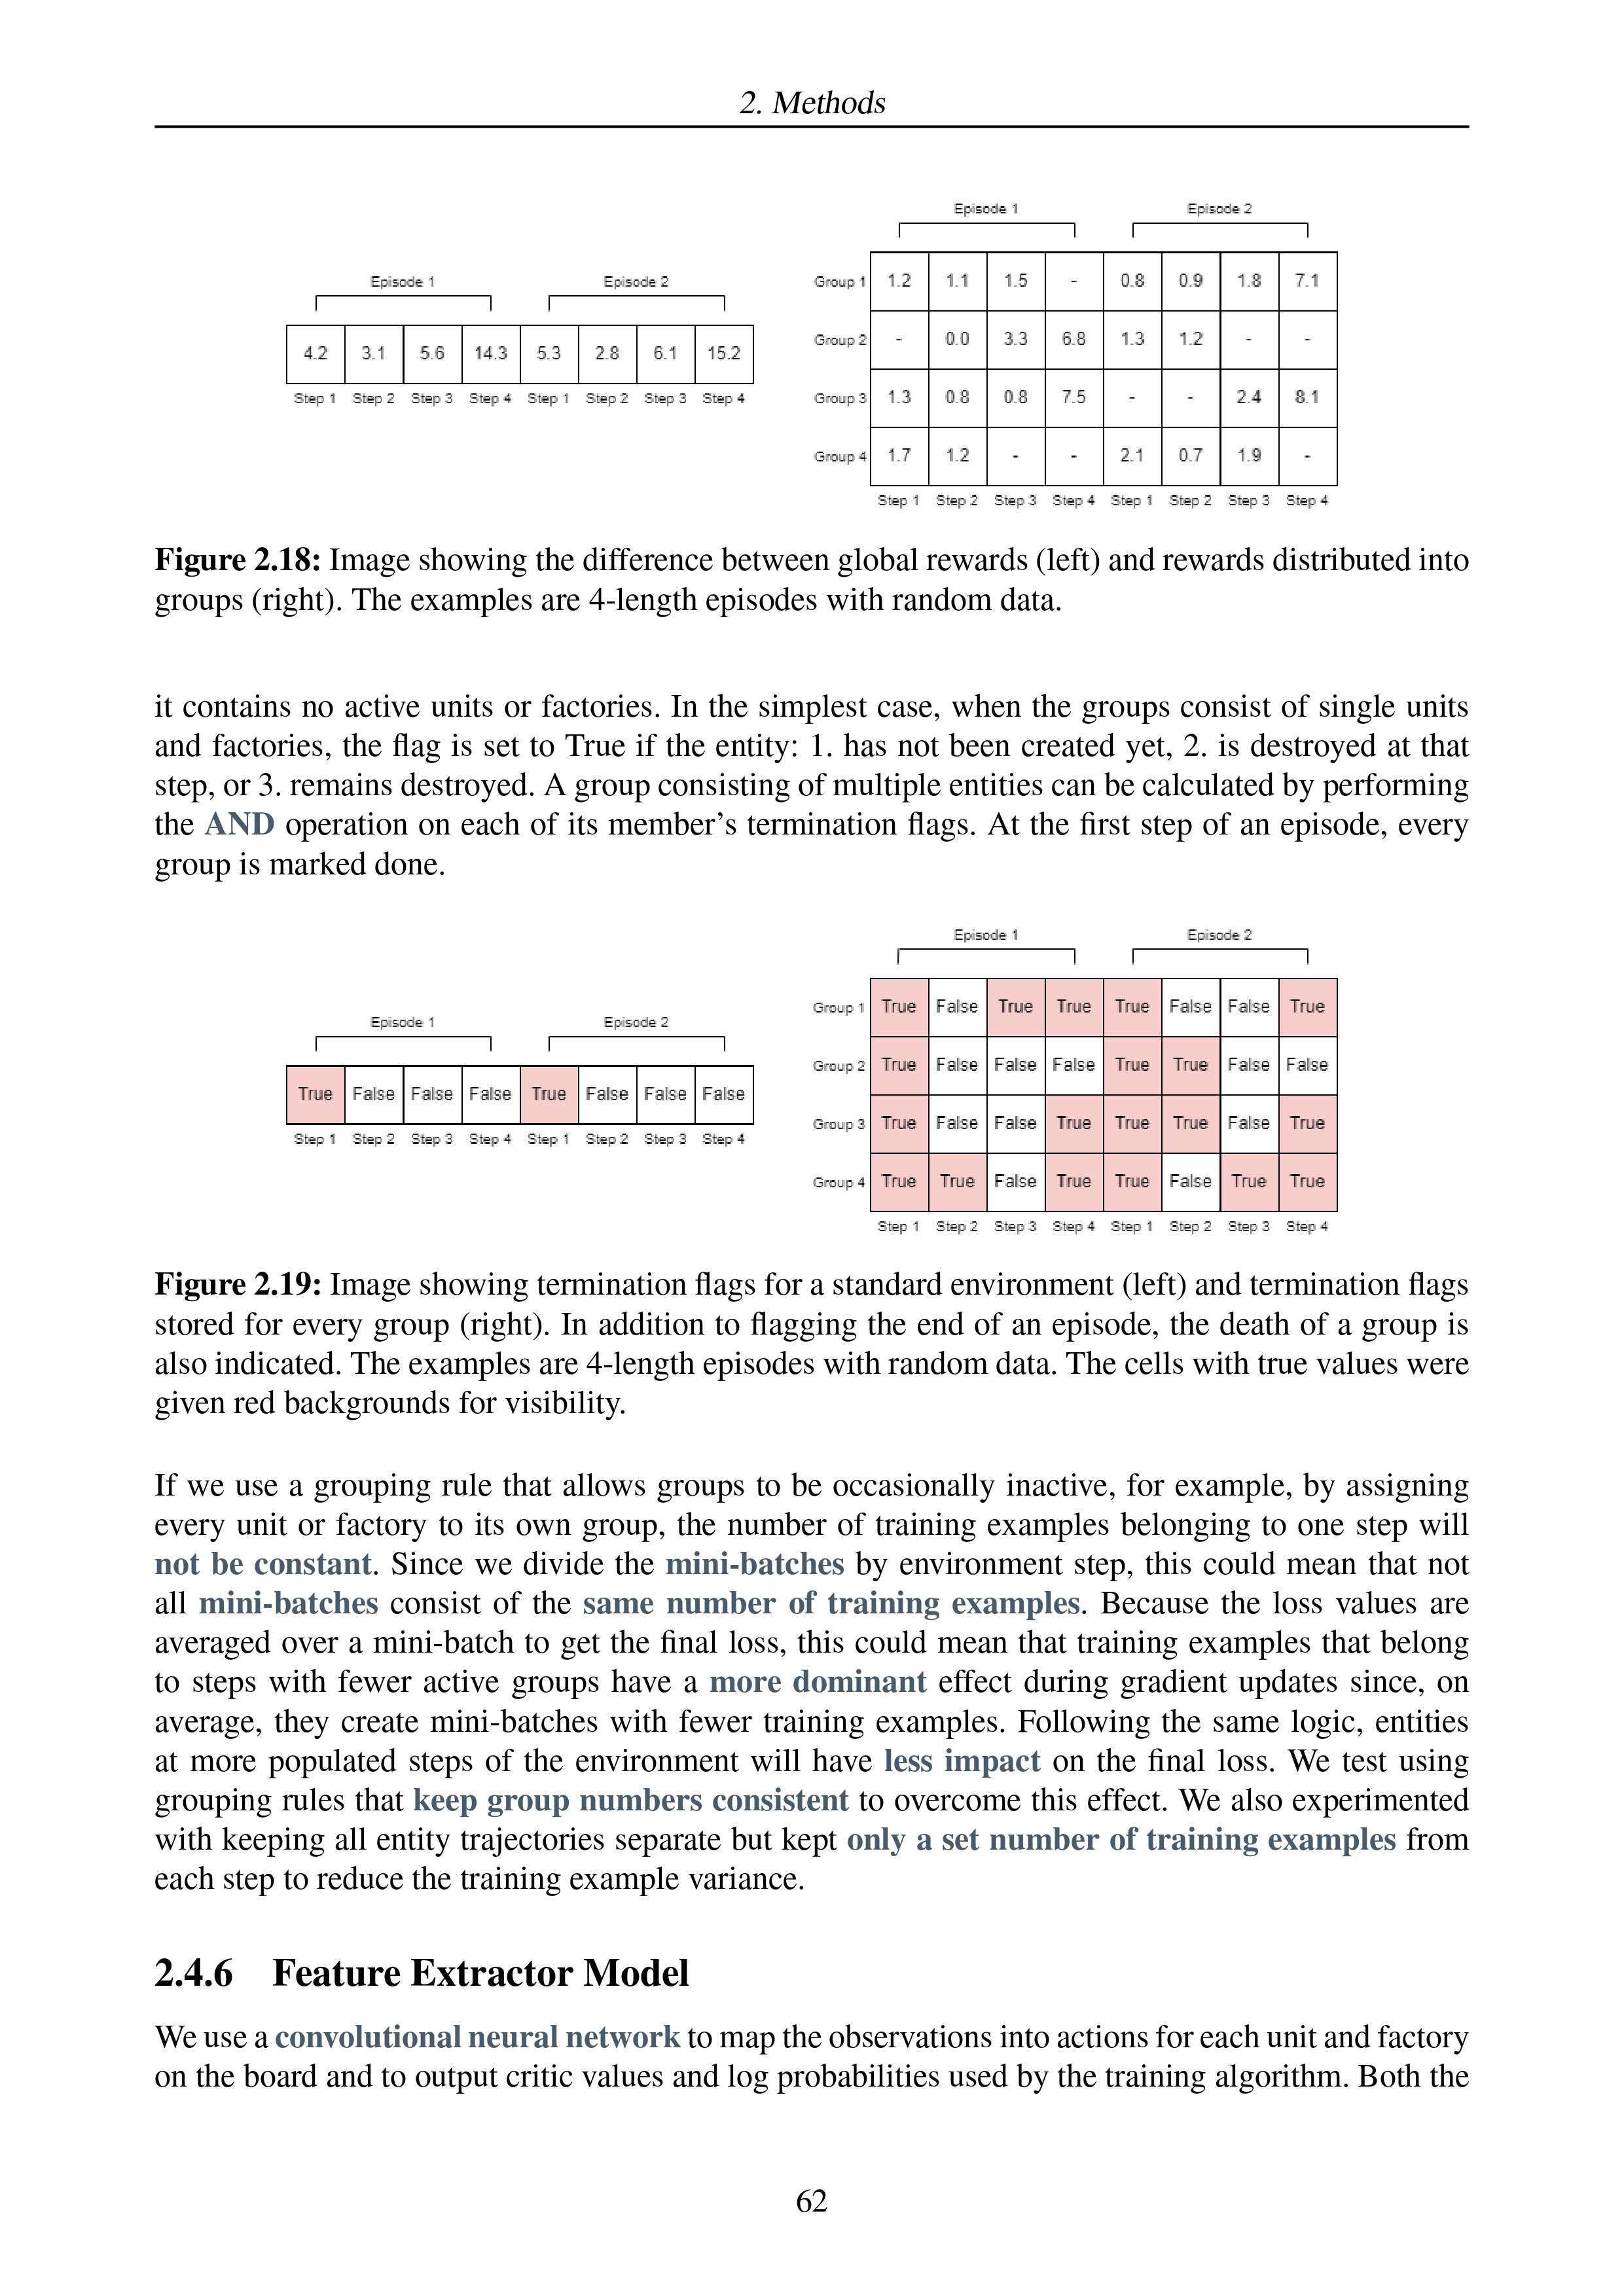 2. Methods
Episode 1 Episode 2
4.2 3.1 5.6 14.3 5.3 2.8 6.1 15.2
Step 1 Step 2 Step 3 Step 4 Step 1 Step 2 Step 3 Step 4
Episode 1 Episode 2
Group 1 1.2 1.1 1.5 - 0.8 0.9 1.8 7.1
Group 2 - 0.0 3.3 6.8 1.3 1.2 - -
Group 3 1.3 0.8 0.8 7.5 - - 2.4 8.1
Group 4 1.7 1.2 - - 2.1 0.7 1.9 -
Step 1 Step 2 Step 3 Step 4 Step 1 Step 2 Step 3 Step 4
Figure 2.18: Image showing the difference between global rewards (left) and rewards distributed into
groups (right). The examples are 4-length episodes with random data.
it contains no active units or factories. In the simplest case, when the groups consist of single units
and factories, the flag is set to True if the entity: 1. has not been created yet, 2. is destroyed at that
step, or 3. remains destroyed. A group consisting of multiple entities can be calculated by performing
the AND operation on each of its member's termination flags. At the first step of an episode, every
group is marked done.
Episode 1 Episode 2
True False False False True False False False
Step 1 Step 2 Step 3 Step 4 Step 1 Step 2 Step 3 Step 4
Episode 1 Episode 2
Group 1 True False True True True False False True
Group 2 True False False False True True False False
Group 3 True False False True True True False True
Group 4 True True False True True False True True
Step 1 Step 2 Step 3 Step 4 Step 1 Step 2 Step 3 Step 4
Figure 2.19: Image showing termination flags for a standard environment (left) and termination flags
stored for every group (right). In addition to flagging the end of an episode, the death of a group is
also indicated. The examples are 4-length episodes with random data. The cells with true values were
given red backgrounds for visibility.
If we use a grouping rule that allows groups to be occasionally inactive, for example, by assigning
every unit or factory to its own group, the number of training examples belonging to one step will
not be constant. Since we divide the mini-batches by environment step, this could mean that not
all mini-batches consist of the same number of training examples. Because the loss values are
averaged over a mini-batch to get the final loss, this could mean that training examples that belong
to steps with fewer active groups have a more dominant effect during gradient updates since, on
average, they create mini-batches with fewer training examples. Following the same logic, entities
at more populated steps of the environment will have less impact on the final loss. We test using
grouping rules that keep group numbers consistent to overcome this effect. We also experimented
with keeping all entity trajectories separate but kept only a set number of training examples from
each step to reduce the training example variance.
2.4.6 Feature Extractor Model
We use a convolutional neural network to map the observations into actions for each unit and factory
on the board and to output critic values and log probabilities used by the training algorithm. Both the
62